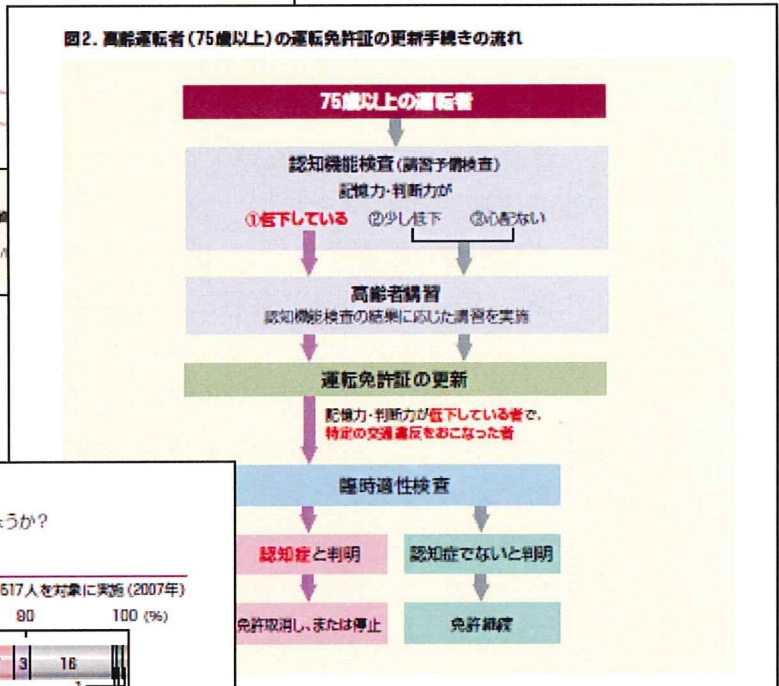 図2. 高齢運転者(75歳以上)の運転免許証の更新手続きの流れ
75歳以上の運転者
認知機能検査(講習予備検査)
記憶力・判断力が
①低下している ②少し低下 ③心配ない
高齢者講習
認知機能検査の結果に応じた講習を実施
運転免許証の更新
記憶力・判断力が低下している者で、
特定の交通違反をおこなった者
臨時適性検査
認知症と判明 認知症でないと判明
免許取消し、または停止 免許継続
ょうか?
617人を対象に実施(2007年)
90 100 (%)
3 16
1